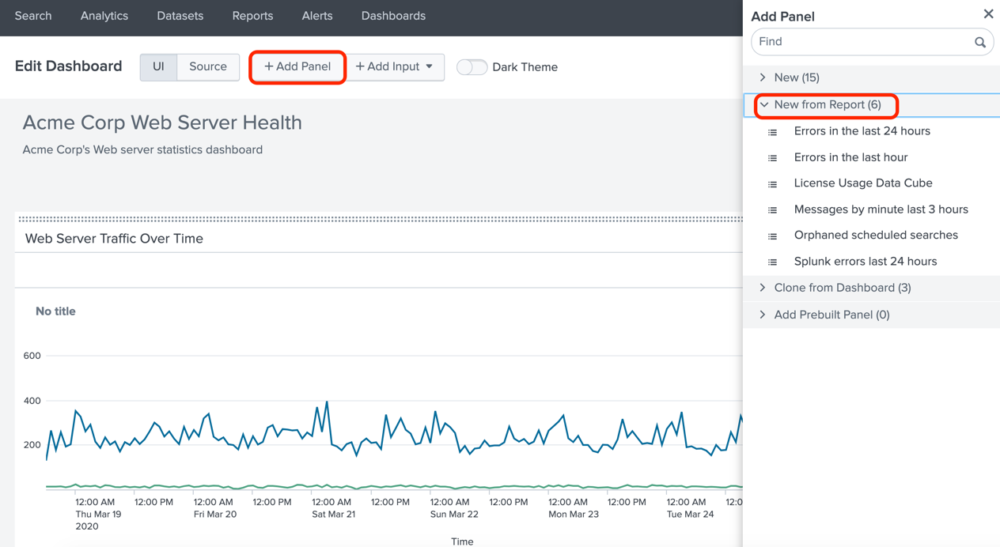 Search Analytics Datasets Reports Alerts Dashboards
Edit Dashboard UI Source + Add Panel + Add Input Dark Theme
Acme Corp Web Server Health
Acme Corp's Web server statistics dashboard
Web Server Traffic Over Time
No title
600
400
200
12:00 AM 12:00 PM 12:00 AM 12:00 PM 12:00 AM 12:00 PM 12:00 AM 12:00 PM 12:00 AM 12:00 PM 12:00 AM 12:0
Thu Mar 19 Fri Mar 20 Sat Mar 21 Sun Mar 22 Mon Mar 23 Tue Mar 24
2020
Time
Add Panel
Find
New (15)
New from Report (6)
Errors in the last 24 hours
Errors in the last hour
License Usage Data Cube
Messages by minute last 3 hours
Orphaned scheduled searches
Splunk errors last 24 hours
Clone from Dashboard (3)
Add Prebuilt Panel (0)